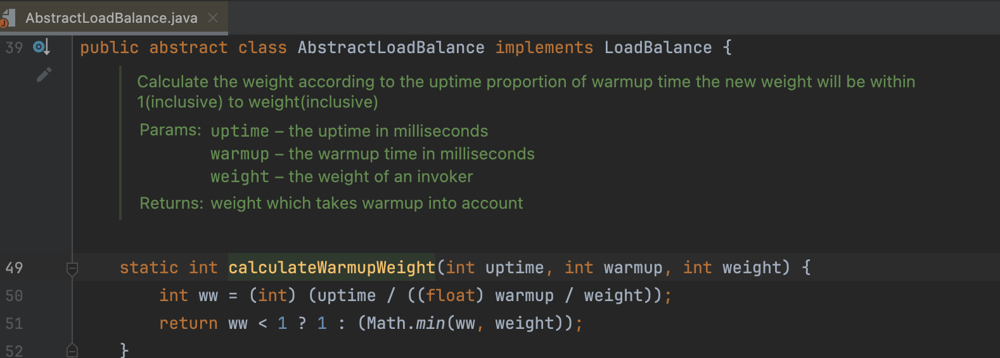 AbstractLoadBalance.java
39 public abstract class AbstractLoadBalance implements LoadBalance {
Calculate the weight according to the uptime proportion of warmup time the new weight will be within
1(inclusive) to weight(inclusive)
Params: uptime – the uptime in milliseconds
warmup – the warmup time in milliseconds
weight – the weight of an invoker
Returns: weight which takes warmup into account
49 static int calculateWarmupWeight(int uptime, int warmup, int weight) {
50 int ww = (int) (uptime / ((float) warmup / weight));
51 return ww < 1 ? 1 : (Math.min(ww, weight));
52 }